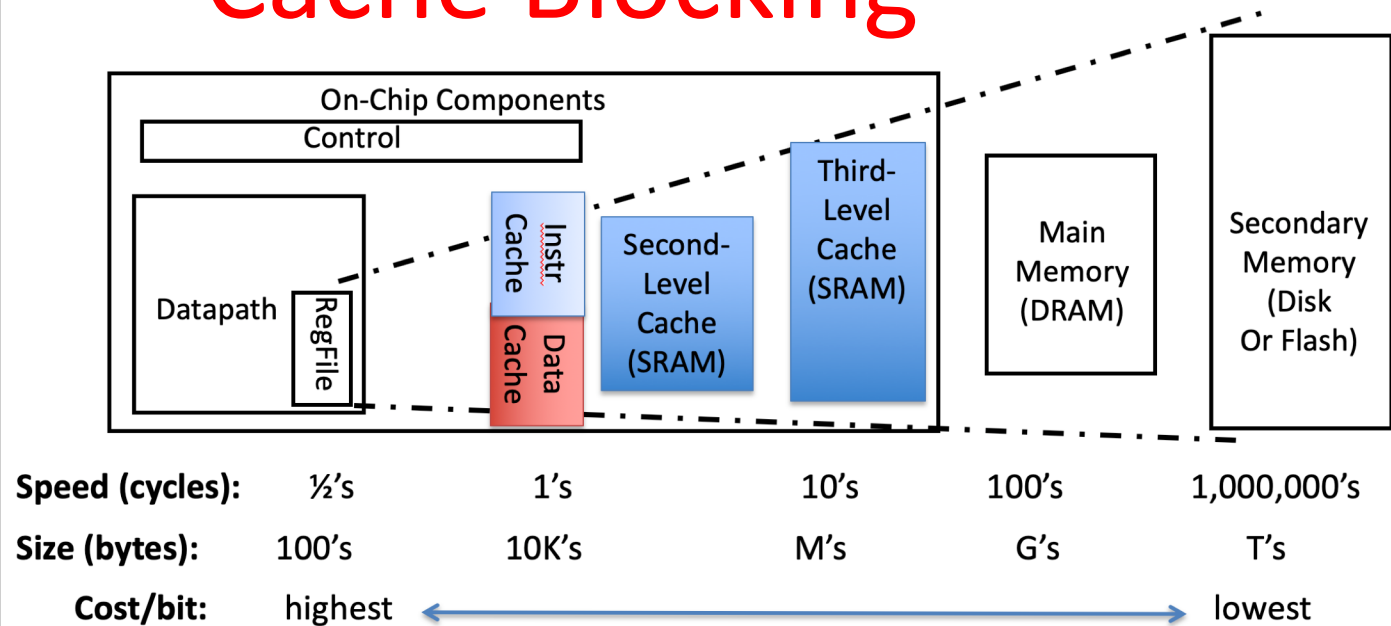 Cache Blocking
On-Chip Components
Control
Datapath
RegFile
Instr
Cache
Data
Cache
Second-
Level
Cache
(SRAM)
Third-
Level
Cache
(SRAM)
Main
Memory
(DRAM)
Secondary
Memory
(Disk
Or Flash)
Speed (cycles): ½’s 1’s 10’s 100’s 1,000,000’s
Size (bytes): 100’s 10K’s M’s G’s T’s
Cost/bit: highest lowest